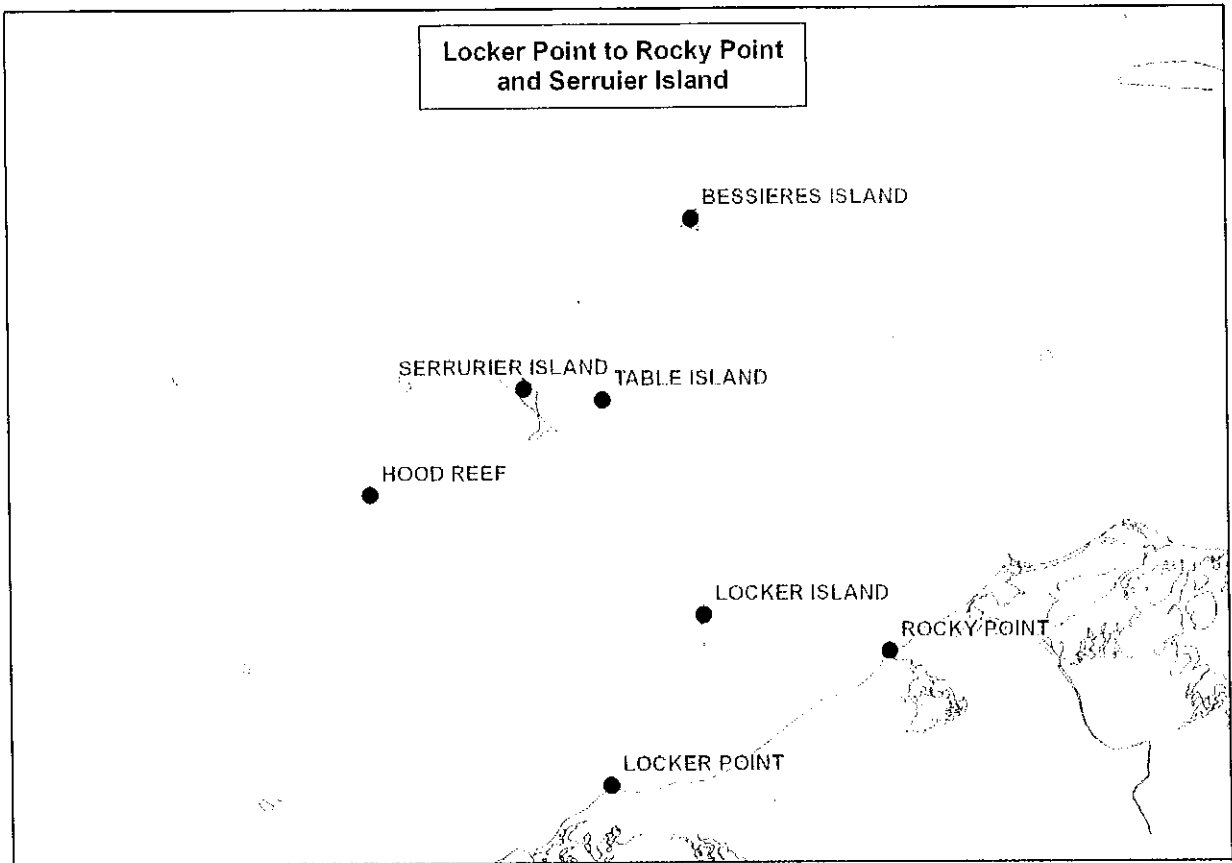 Locker Point to Rocky Point
and Serruier Island
BESSIERES ISLAND
SERRURIER ISLAND
TABLE ISLAND
HOOD REEF
LOCKER ISLAND
ROCKY POINT
LOCKER POINT